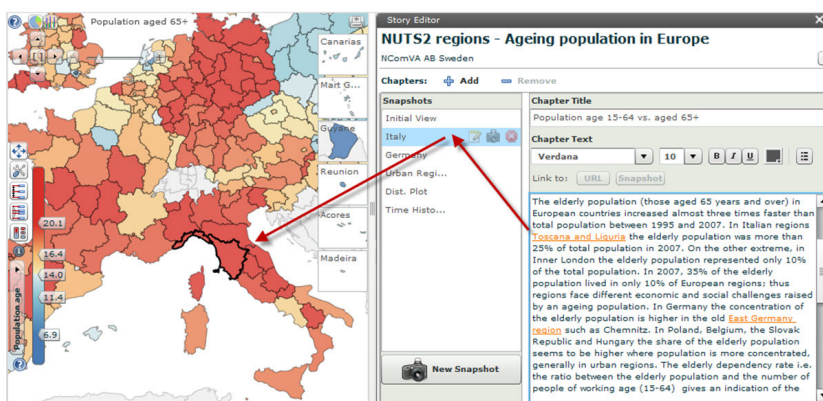 Population aged 65+
Canarias
Mart G...
Guyane
Reunion
Acores
Madeira
20.1
16.4
14.0
11.4
6.9
Population.age
Story Editor
NUTS2 regions - Ageing population in Europe
NComVA AB Sweden
Chapters:
Add
Remove
Snapshots
Initial View
Italy
Germany
Urban Regi...
Dist. Plot
Time Histo...
New Snapshot
Chapter Title
Population age 15-64 vs. aged 65+
Chapter Text
Verdana
10
B I U
Link to:
URL
Snapshot
The elderly population (those aged 65 years and over) in
European countries increased almost three times faster than
total population between 1995 and 2007. In Italian regions
Toscana and Liguria the elderly population was more than
25% of total population in 2007. On the other extreme, in
Inner London the elderly population represented only 10%
of the total population. In 2007, 35% of the elderly
population lived in only 10% of European regions; thus
regions face different economic and social challenges raised
by an ageing population. In Germany the concentration of
the elderly population is higher in the old East Germany
region such as Chemnitz. In Poland, Belgium, the Slovak
Republic and Hungary the share of the elderly population
seems to be higher where population is more concentrated,
generally in urban regions. The elderly dependency rate i.e.
the ratio between the elderly population and the number of
people of working age (15-64) gives an indication of the